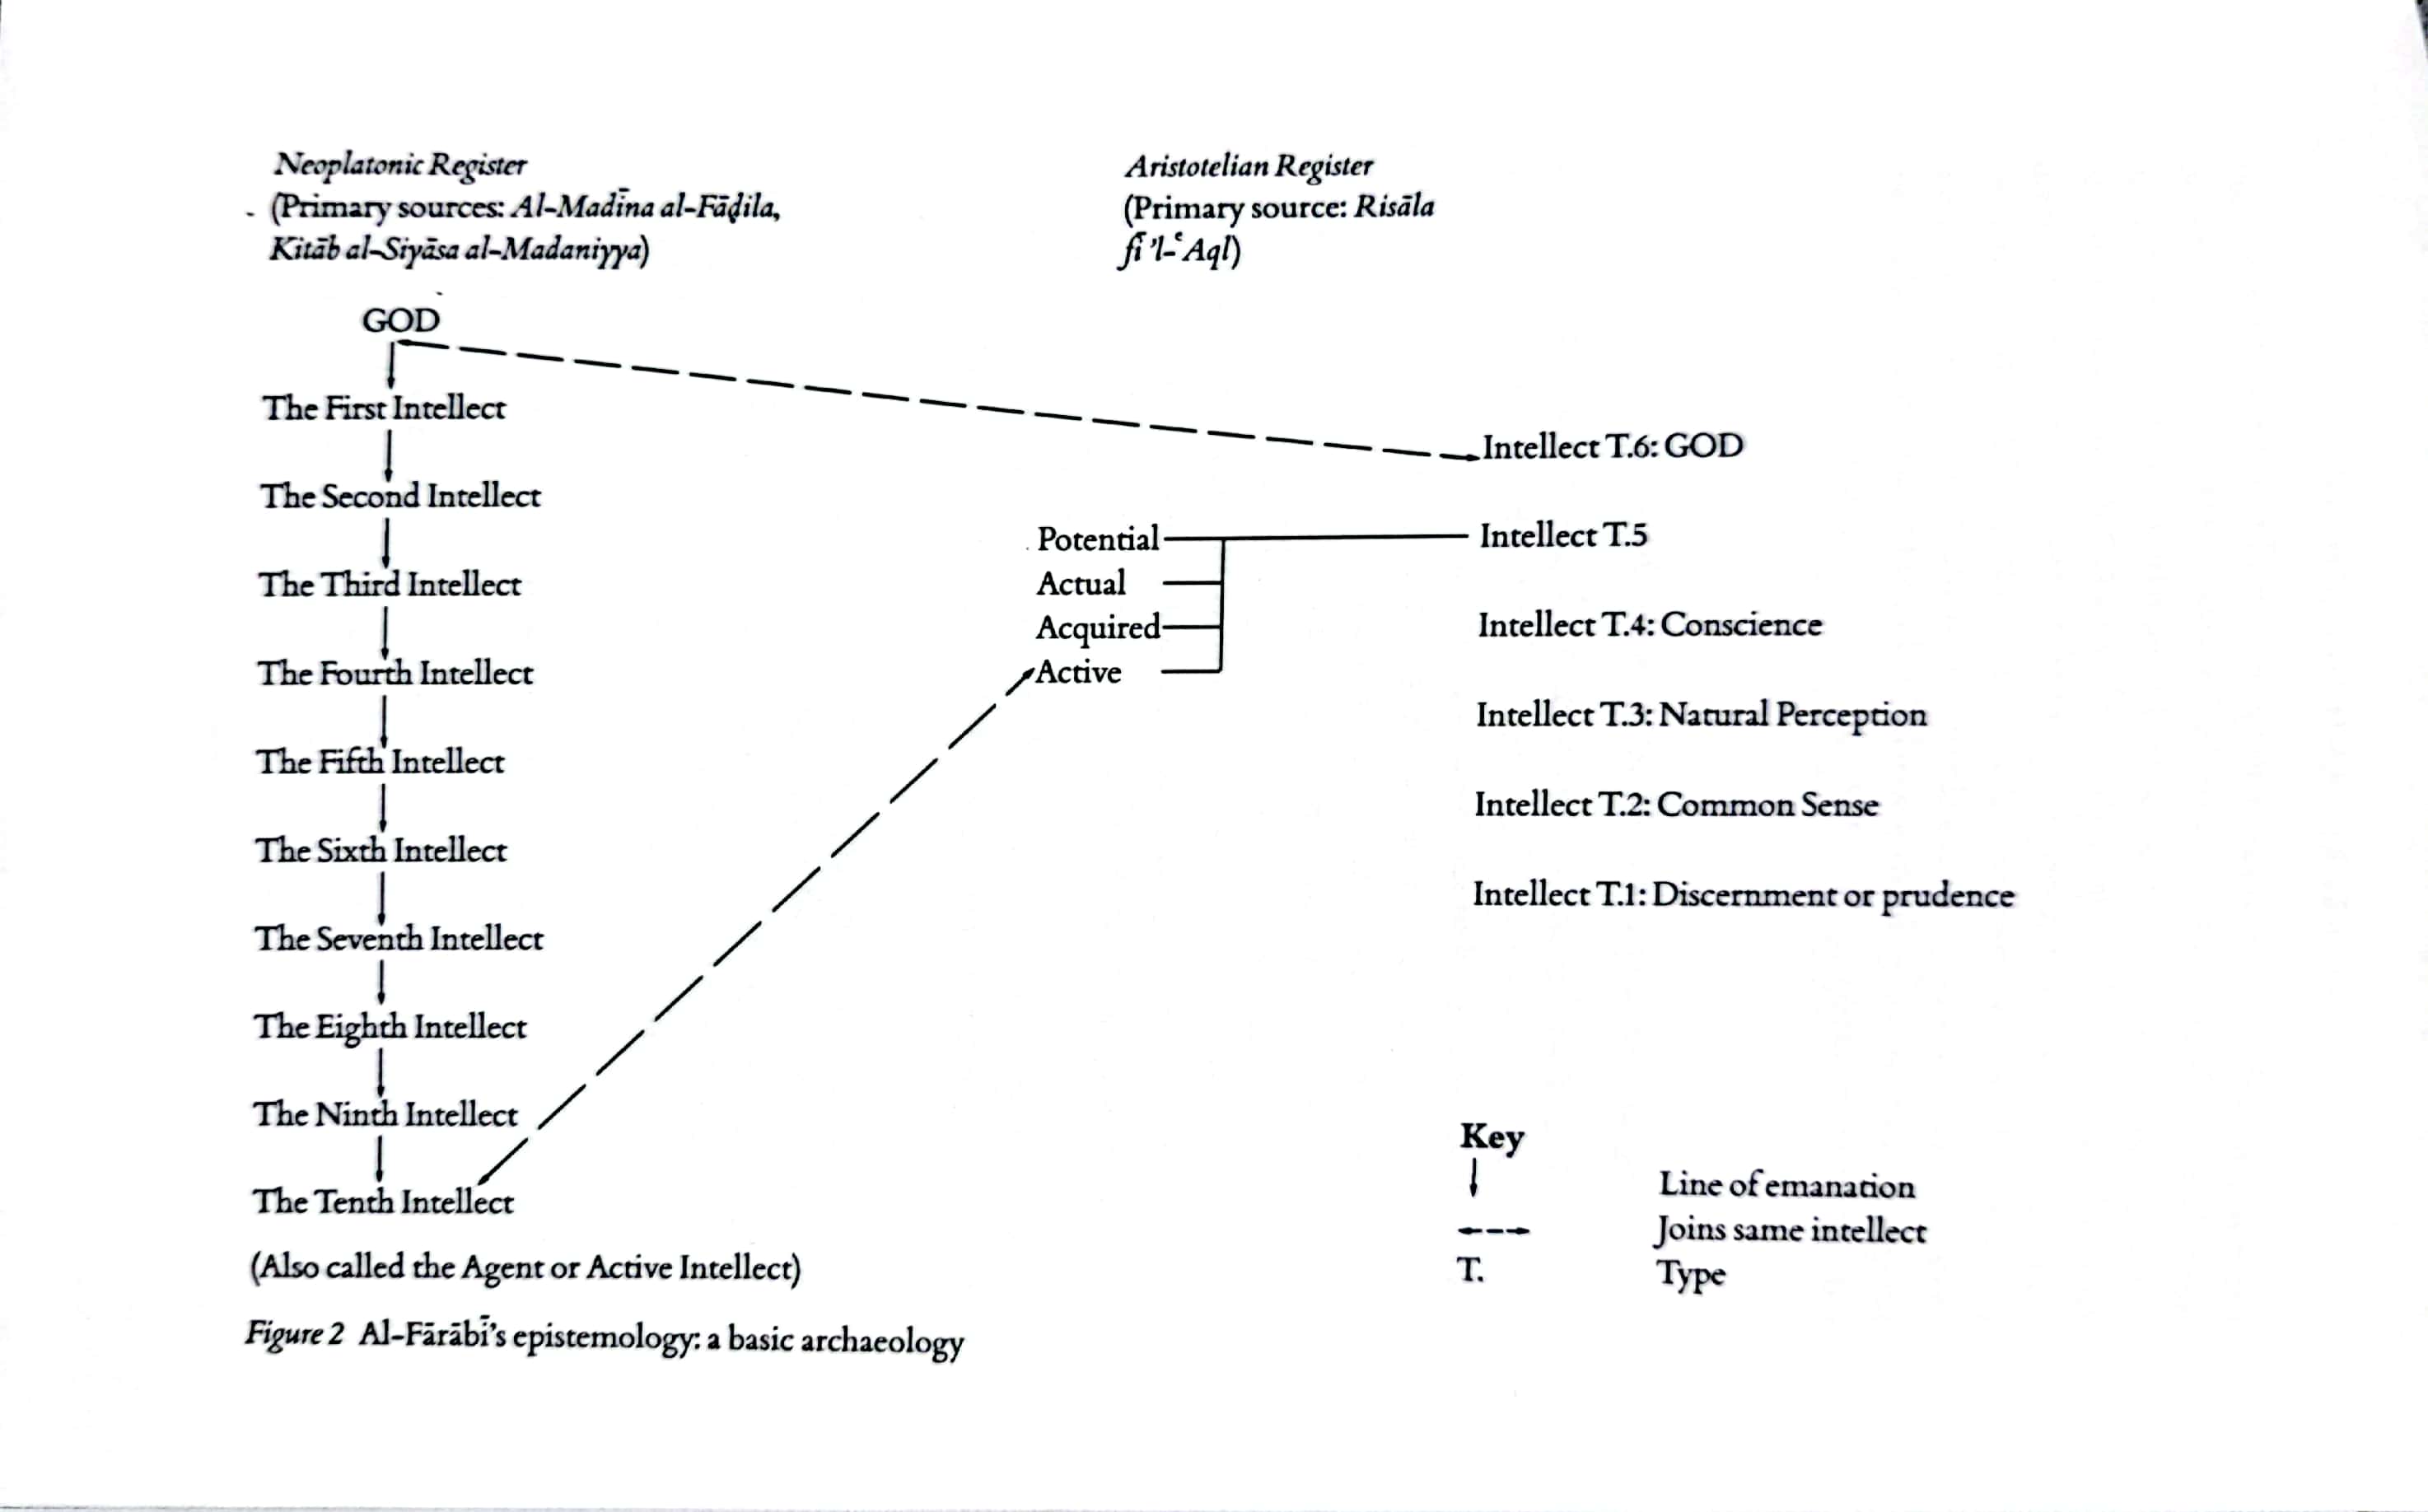 Neoplatonic Register
(Primary sources: Al-Madīna al-Fāḍila,
Kitāb al-Siyāsa al-Madaniyya)
Aristotelian Register
(Primary source: Risāla
fī 'l-ʿAql)
GOD
The First Intellect
The Second Intellect
The Third Intellect
The Fourth Intellect
The Fifth Intellect
The Sixth Intellect
The Seventh Intellect
The Eighth Intellect
The Ninth Intellect
The Tenth Intellect
(Also called the Agent or Active Intellect)
Potential
Actual
Acquired
Active
Intellect T.6: GOD
Intellect T.5
Intellect T.4: Conscience
Intellect T.3: Natural Perception
Intellect T.2: Common Sense
Intellect T.1: Discernment or prudence
Key
Line of emanation
Joins same intellect
T. Type
Figure 2 Al-Fārābī's epistemology: a basic archaeology